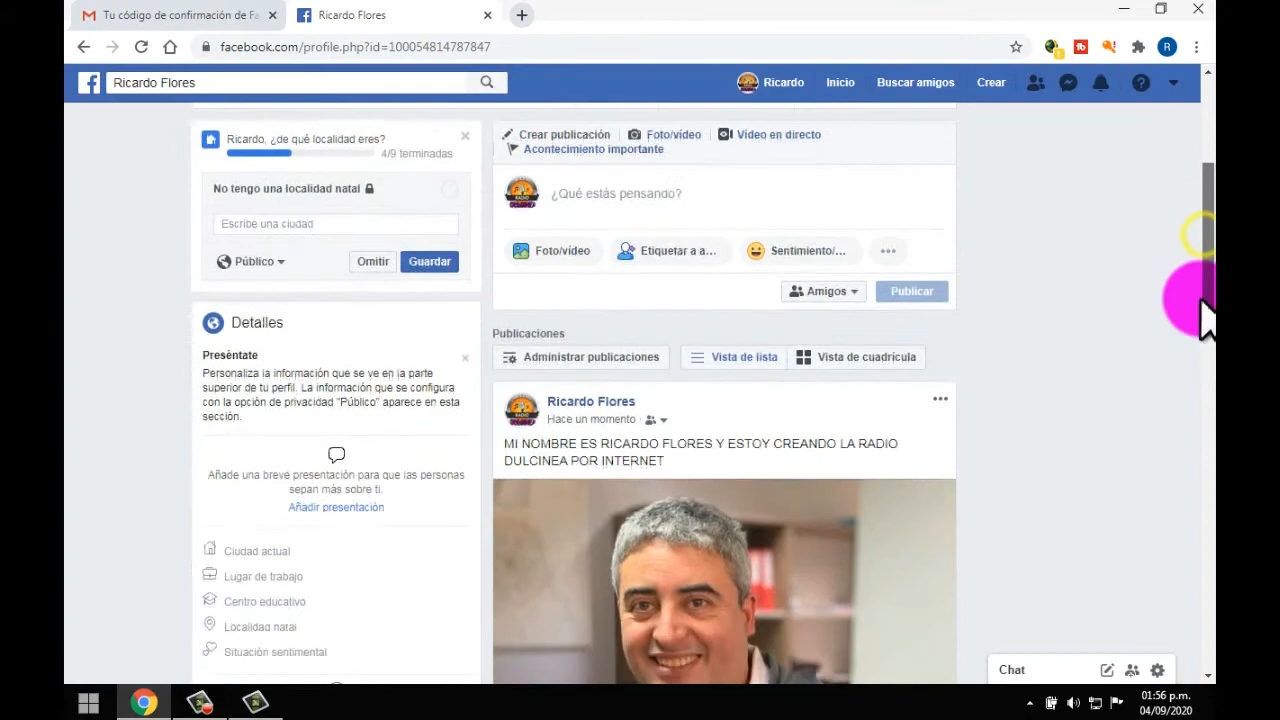 Tu código de confirmación de Fa
Ricardo Flores
facebook.com/profile.php?id=100054814787847
R
Ricardo Flores
Ricardo
Inicio
Buscar amigos
Crear
Ricardo, ¿de qué localidad eres?
4/9 terminadas
No tengo una localidad natal
Escribe una ciudad
Público
Omitir
Guardar
Detalles
Preséntate
Personaliza la información que se ve en la parte
superior de tu perfil. La información que se configura
con la opción de privacidad "Público" aparece en esta
sección.
Añade una breve presentación para que las personas
sepan más sobre ti.
Añadir presentación
Ciudad actual
Lugar de trabajo
Centro educativo
Localidad natal
Situación sentimental
Crear publicación
Foto/vídeo
Vídeo en directo
Acontecimiento importante
¿Qué estás pensando?
Foto/vídeo
Etiquetar a a...
Sentimiento/...
Amigos
Publicar
Publicaciones
Administrar publicaciones
Vista de lista
Vista de cuadrícula
Ricardo Flores
Hace un momento
MI NOMBRE ES RICARDO FLORES Y ESTOY CREANDO LA RADIO
DULCINEA POR INTERNET
Chat
01:56 p.m.
04/09/2020